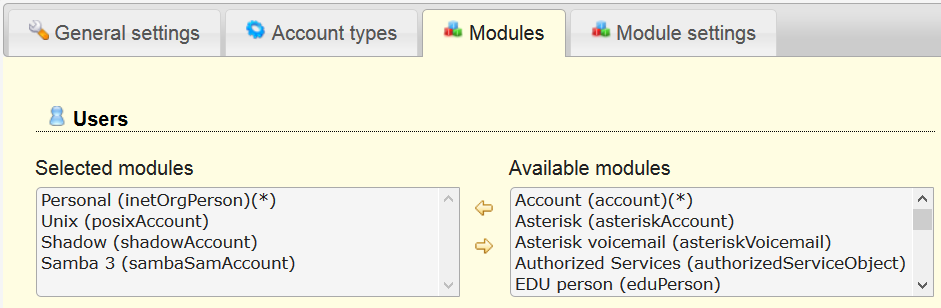 General settings Account types Modules Module settings
Users
Selected modules Available modules
Personal (inetOrgPerson)(*)
Unix (posixAccount)
Shadow (shadowAccount)
Samba 3 (sambaSamAccount)
Account (account)(*)
Asterisk (asteriskAccount)
Asterisk voicemail (asteriskVoicemail)
Authorized Services (authorizedServiceObject)
EDU person (eduPerson)